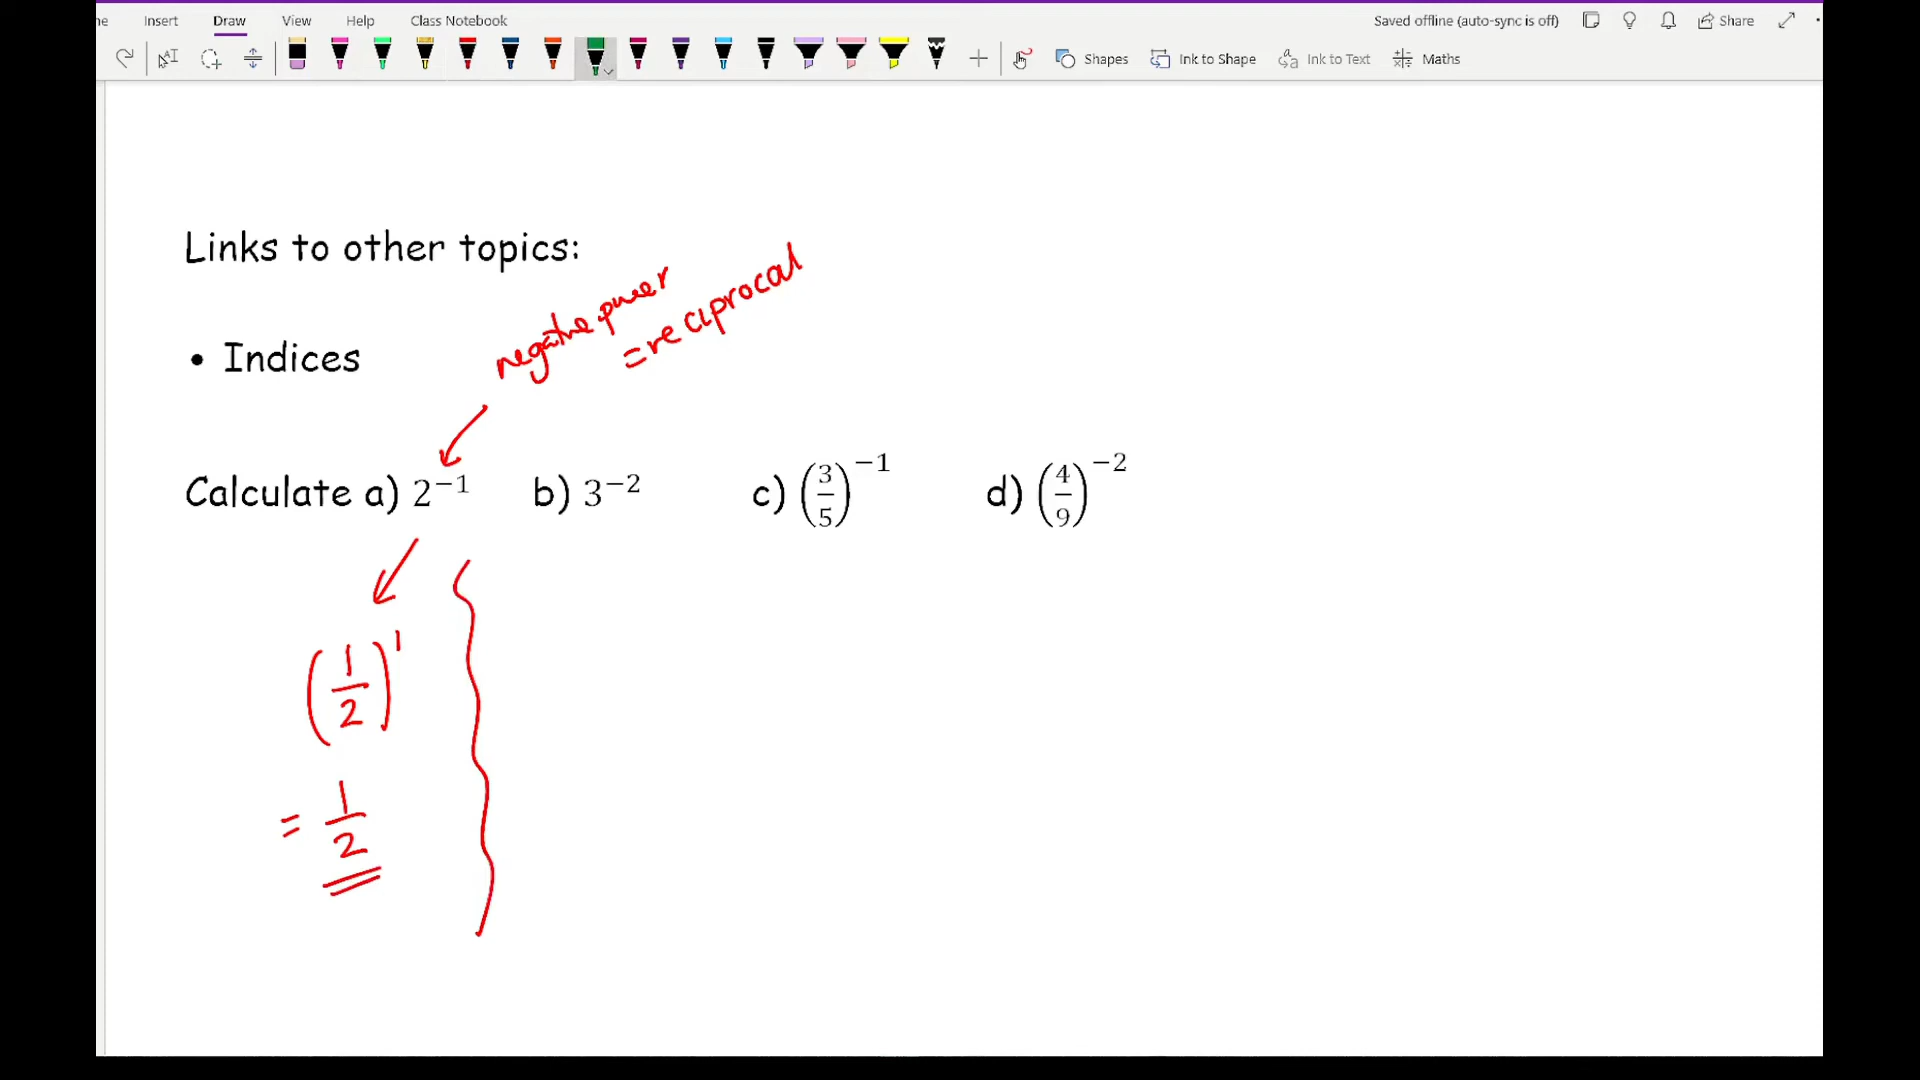 ne Insert Draw View Help Class Notebook Saved offline (auto-sync is off) Share
Shapes Ink to Shape Ink to Text Maths
Links to other topics:
negative power
= reciprocal
• Indices
Calculate a) 2⁻¹ b) 3⁻² c) (3/5)⁻¹ d) (4/9)⁻²
(1/2)¹
= 1/2